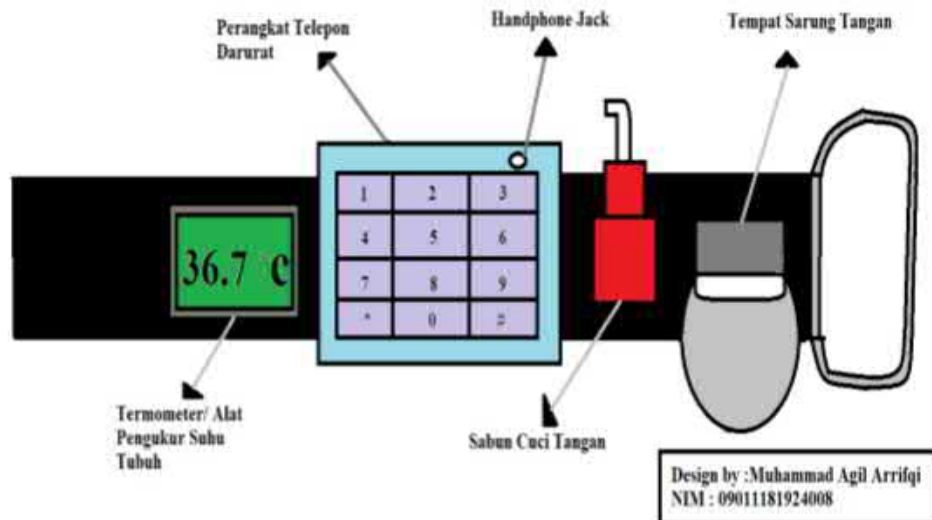 Perangkat Telepon
Darurat
Handphone Jack
Tempat Sarung Tangan
1 2 3
4 5 6
7 8 9
* 0 #
36.7 C
Termometer/ Alat
Pengukur Suhu
Tubuh
Sabun Cuci Tangan
Design by :Muhammad Agil Arrifqi
NIM : 09011181924008